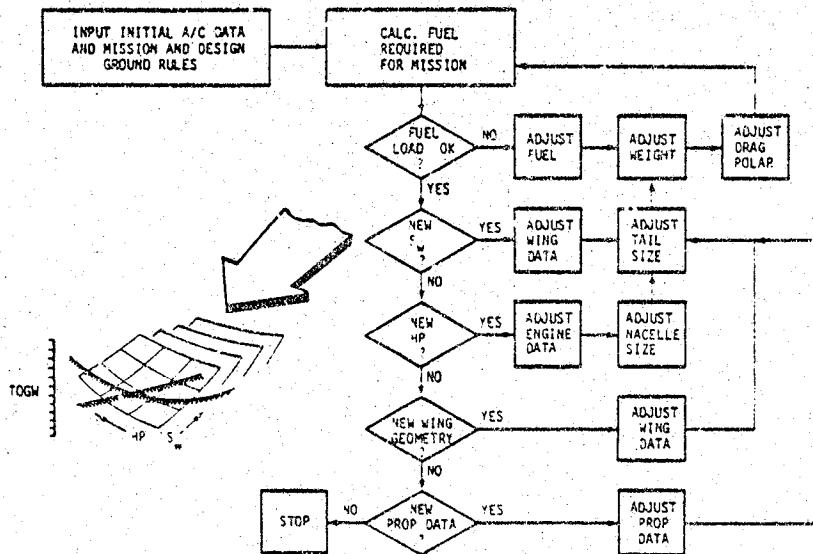 INPUT INITIAL A/C DATA
AND MISSION AND DESIGN
GROUND RULES
CALC. FUEL
REQUIRED
FOR MISSION
FUEL
LOAD OK
?
NO
ADJUST
FUEL
ADJUST
WEIGHT
ADJUST
DRAG
POLAR
YES
NEW
S
W
?
YES
ADJUST
WING
DATA
ADJUST
TAIL
SIZE
NO
NEW
HP
?
YES
ADJUST
ENGINE
DATA
ADJUST
NACELLE
SIZE
NO
TOGW
HP
S
W
NEW WING
GEOMETRY
?
YES
ADJUST
WING
DATA
NO
NEW
PROP DATA
?
NO
STOP
YES
ADJUST
PROP
DATA